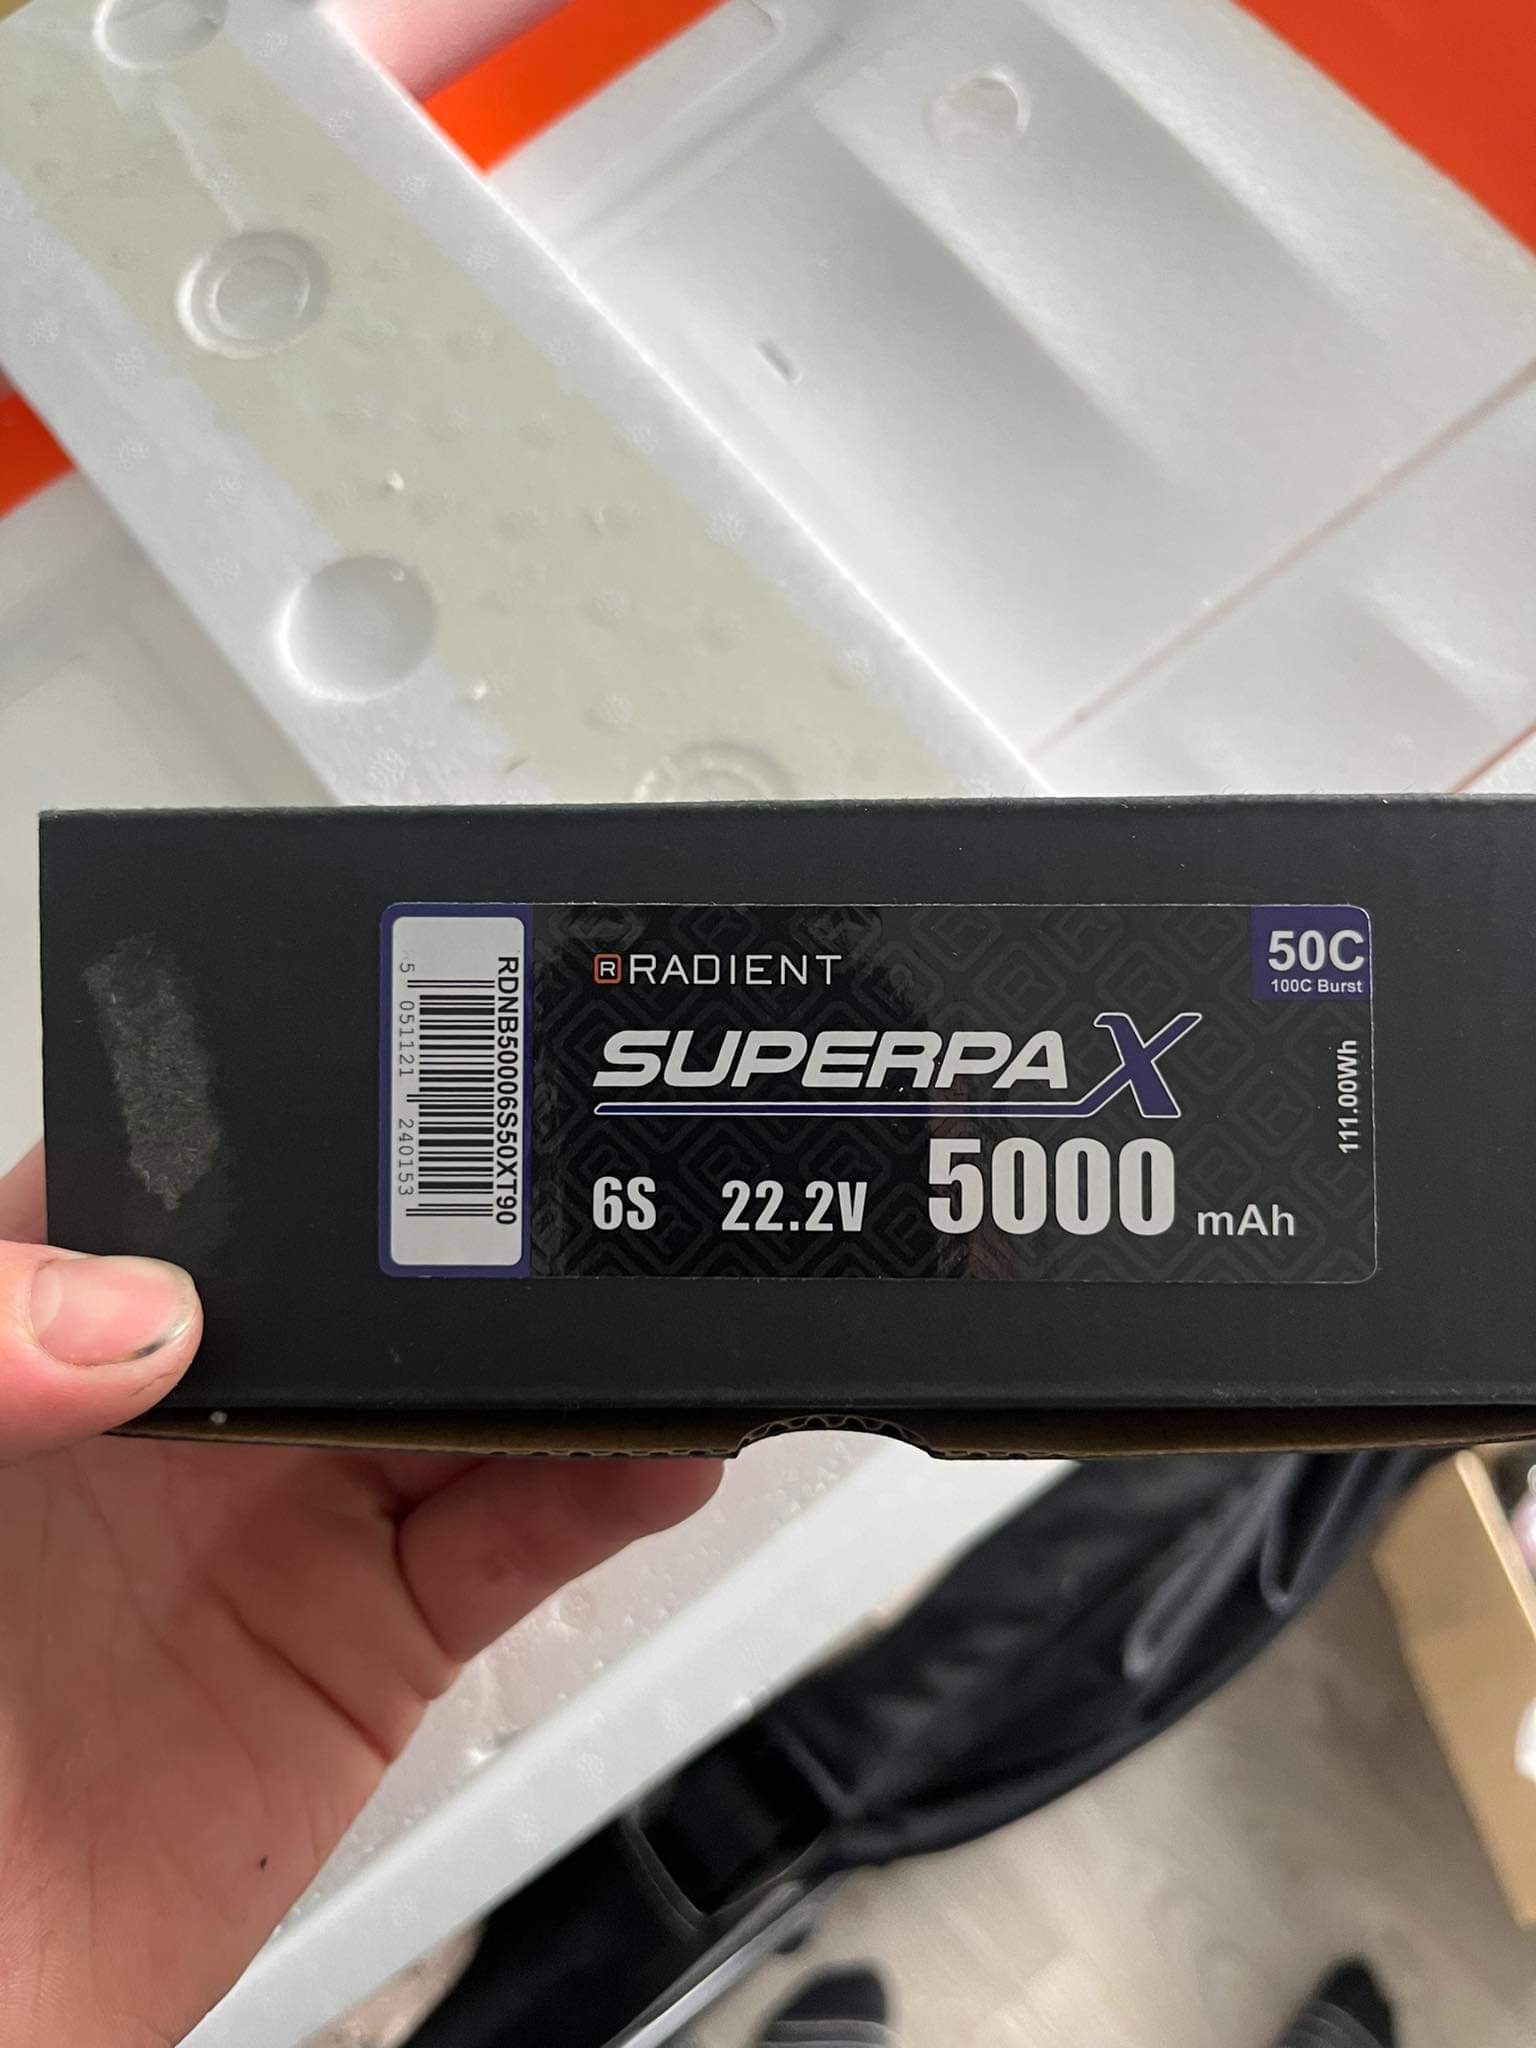 RDNB50006S50XT90
5 051121 240153
R RADIENT
50C
100C Burst
SUPERPAX
111.00Wh
6S 22.2V 5000 mAh